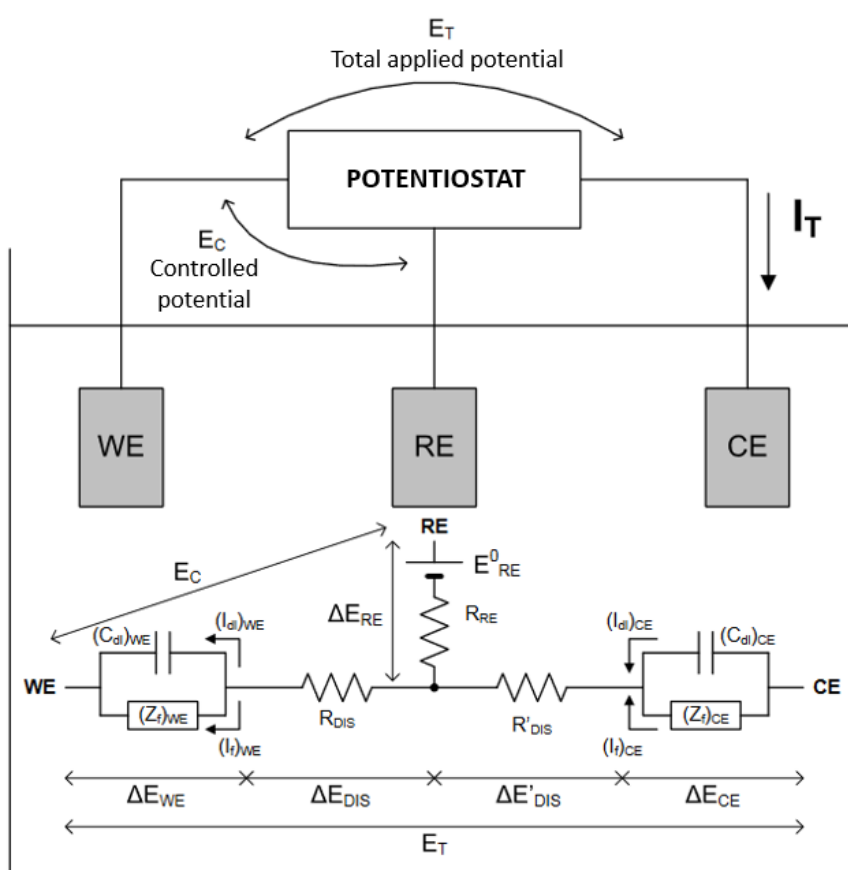 E_T
Total applied potential
POTENTIOSTAT
I_T
E_C
Controlled
potential
WE
RE
CE
RE
E_C
E⁰_RE
ΔE_RE
R_RE
(I_dl)_WE
(C_dl)_WE
(I_dl)_CE
(C_dl)_CE
WE
(Z_f)_WE
R_DIS
R'_DIS
(Z_f)_CE
CE
(I_f)_WE
(I_f)_CE
ΔE_WE
ΔE_DIS
ΔE'_DIS
ΔE_CE
E_T